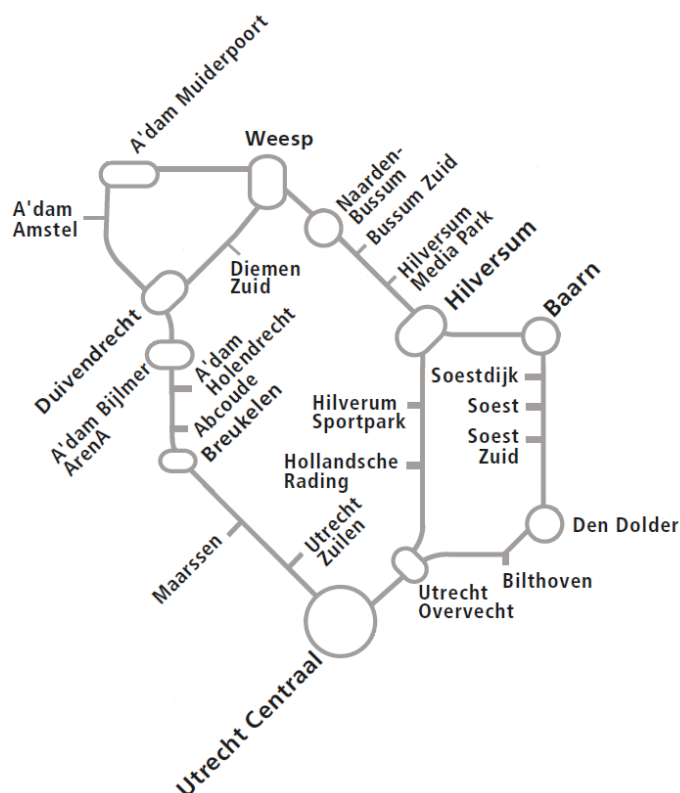 A'dam Muiderpoort
Weesp
A'dam
Amstel
Naarden-
Bussum
Bussum Zuid
Diemen
Zuid
Hilversum
Media Park
Hilversum
Baarn
Duivendrecht
A'dam
Holendrecht
A'dam Bijlmer
ArenA
Abcoude
Breukelen
Hilverum
Sportpark
Soestdijk
Soest
Soest
Zuid
Hollandsche
Rading
Den Dolder
Maarssen
Utrecht
Zuilen
Bilthoven
Utrecht
Overvecht
Utrecht Centraal